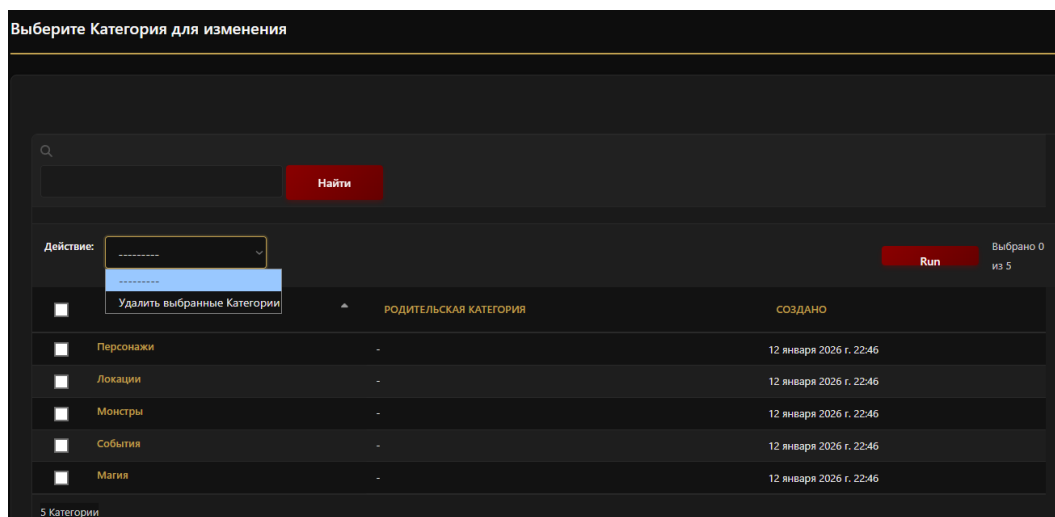 Выберите Категория для изменения
Найти
Действие:
---------
Run
Выбрано 0
из 5
---------
Удалить выбранные Категории
РОДИТЕЛЬСКАЯ КАТЕГОРИЯ СОЗДАНО
Персонажи - 12 января 2026 г. 22:46
Локации - 12 января 2026 г. 22:46
Монстры - 12 января 2026 г. 22:46
События - 12 января 2026 г. 22:46
Магия - 12 января 2026 г. 22:46
5 Категории